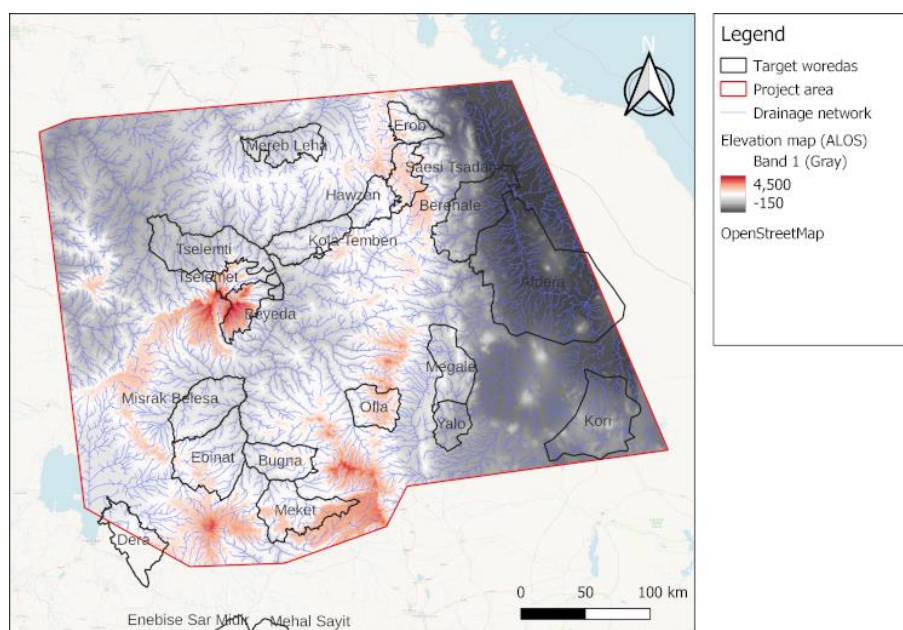 N
Legend
Target woredas
Project area
Drainage network
Elevation map (ALOS)
Band 1 (Gray)
4,500
-150
OpenStreetMap
Erob
Mereb Leha
Hawzen
Berahale
Kola Temben
Tselemti
Tselemet
Beyeda
Afdera
Megale
Misrak Belesa
Ofla
Yalo
Kori
Ebinat
Bugna
Meket
Dera
0 50 100 km
Enebise Sar Midir
Mehal Sayit